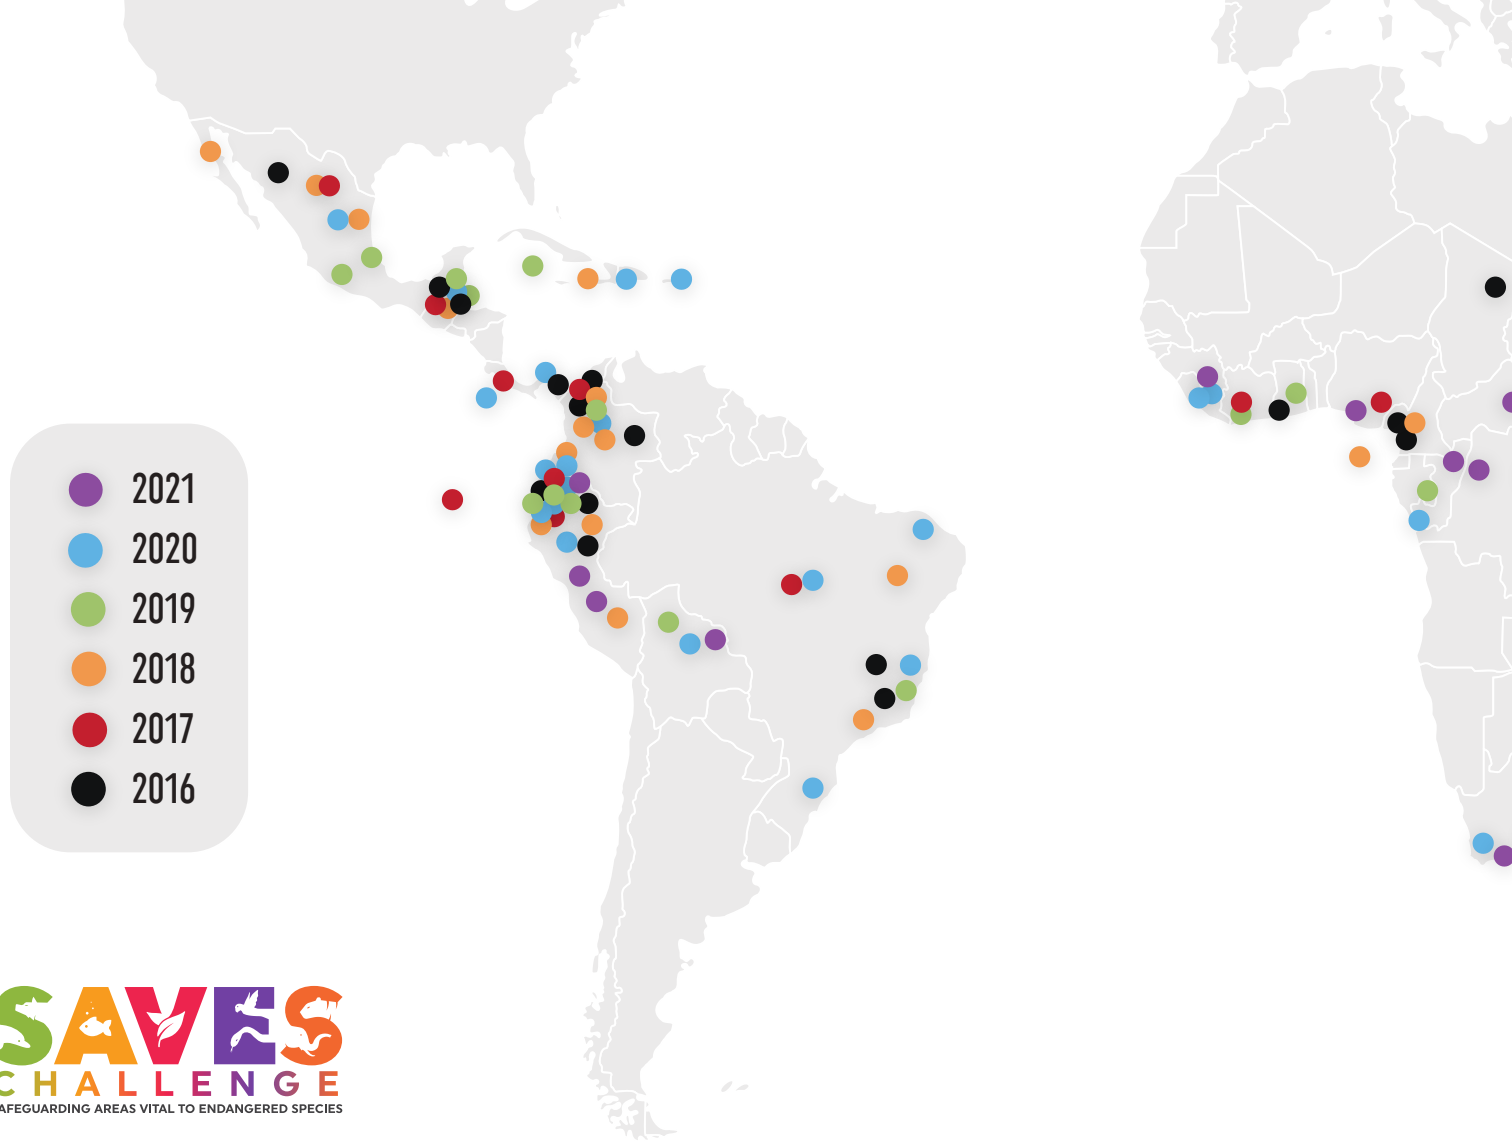 2021
2020
2019
2018
2017
2016
SAVES
CHALLENGE
AFEGUARDING AREAS VITAL TO ENDANGERED SPECIES